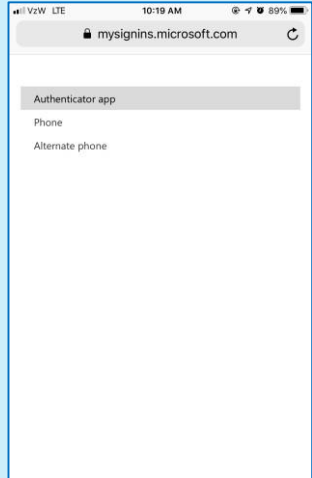 VzW LTE 10:19 AM 89%
mysignins.microsoft.com
Authenticator app
Phone
Alternate phone